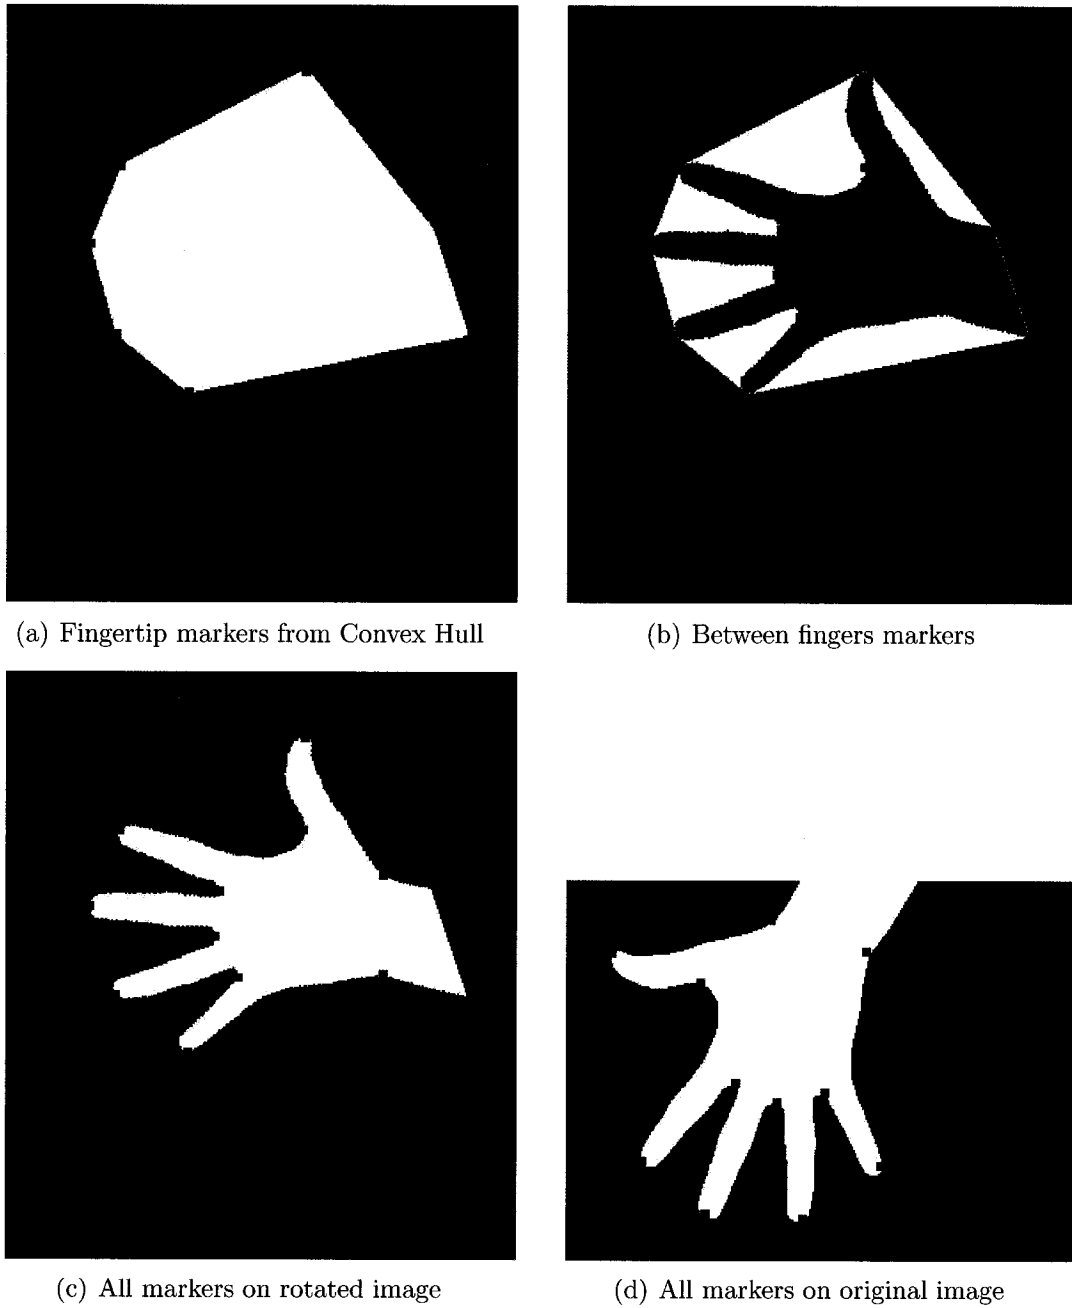 (a) Fingertip markers from Convex Hull
(b) Between fingers markers
(c) All markers on rotated image
(d) All markers on original image